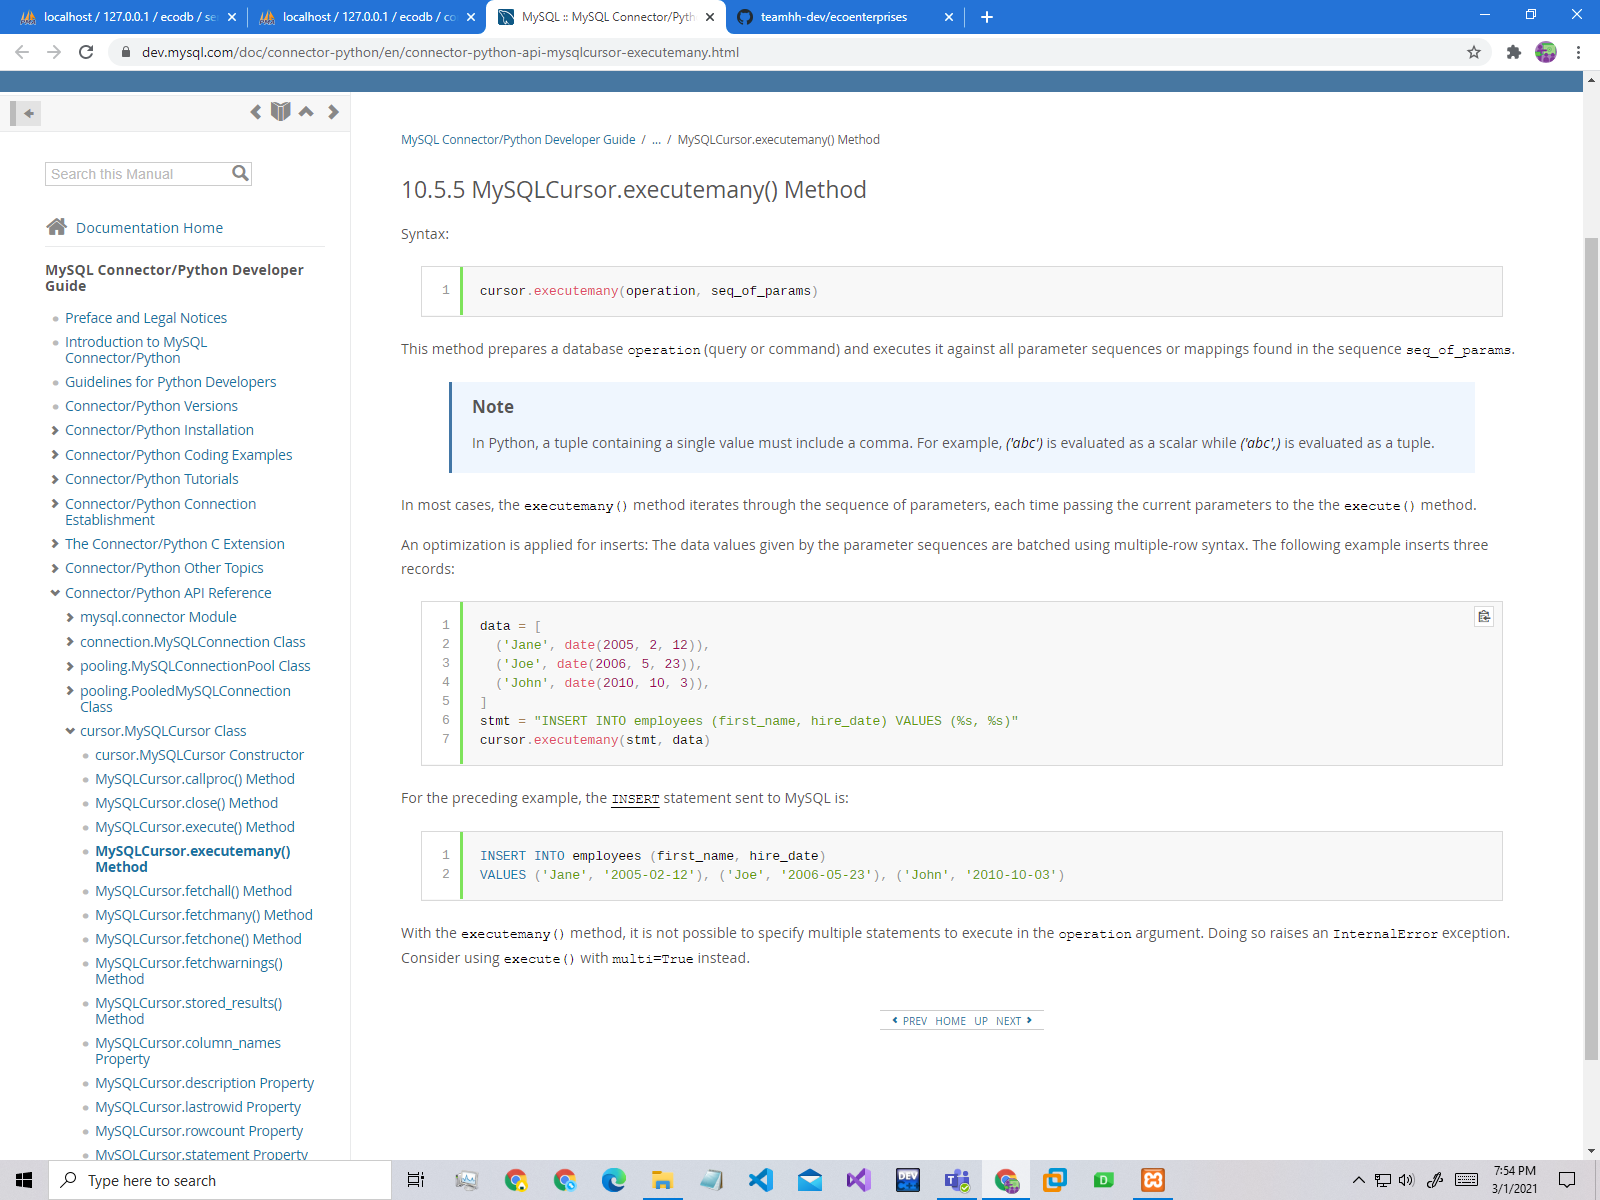 localhost / 127.0.0.1 / ecodb / se
localhost / 127.0.0.1 / ecodb / co
MySQL :: MySQL Connector/Pyth
teamhh-dev/ecoenterprises
dev.mysql.com/doc/connector-python/en/connector-python-api-mysqlcursor-executemany.html
Search this Manual
Documentation Home
MySQL Connector/Python Developer
Guide
Preface and Legal Notices
Introduction to MySQL
Connector/Python
Guidelines for Python Developers
Connector/Python Versions
Connector/Python Installation
Connector/Python Coding Examples
Connector/Python Tutorials
Connector/Python Connection
Establishment
The Connector/Python C Extension
Connector/Python Other Topics
Connector/Python API Reference
mysql.connector Module
connection.MySQLConnection Class
pooling.MySQLConnectionPool Class
pooling.PooledMySQLConnection
Class
cursor.MySQLCursor Class
cursor.MySQLCursor Constructor
MySQLCursor.callproc() Method
MySQLCursor.close() Method
MySQLCursor.execute() Method
MySQLCursor.executemany()
Method
MySQLCursor.fetchall() Method
MySQLCursor.fetchmany() Method
MySQLCursor.fetchone() Method
MySQLCursor.fetchwarnings()
Method
MySQLCursor.stored_results()
Method
MySQLCursor.column_names
Property
MySQLCursor.description Property
MySQLCursor.lastrowid Property
MySQLCursor.rowcount Property
MySQLCursor.statement Property
MySQL Connector/Python Developer Guide / ... / MySQLCursor.executemany() Method
10.5.5 MySQLCursor.executemany() Method
Syntax:
1 cursor.executemany(operation, seq_of_params)
This method prepares a database operation (query or command) and executes it against all parameter sequences or mappings found in the sequence seq_of_params.
Note
In Python, a tuple containing a single value must include a comma. For example, ('abc') is evaluated as a scalar while ('abc',) is evaluated as a tuple.
In most cases, the executemany() method iterates through the sequence of parameters, each time passing the current parameters to the the execute() method.
An optimization is applied for inserts: The data values given by the parameter sequences are batched using multiple-row syntax. The following example inserts three
records:
1 data = [
2 ('Jane', date(2005, 2, 12)),
3 ('Joe', date(2006, 5, 23)),
4 ('John', date(2010, 10, 3)),
5 ]
6 stmt = "INSERT INTO employees (first_name, hire_date) VALUES (%s, %s)"
7 cursor.executemany(stmt, data)
For the preceding example, the INSERT statement sent to MySQL is:
1 INSERT INTO employees (first_name, hire_date)
2 VALUES ('Jane', '2005-02-12'), ('Joe', '2006-05-23'), ('John', '2010-10-03')
With the executemany() method, it is not possible to specify multiple statements to execute in the operation argument. Doing so raises an InternalError exception.
Consider using execute() with multi=True instead.
PREV HOME UP NEXT
Type here to search
DEV
D
7:54 PM
3/1/2021